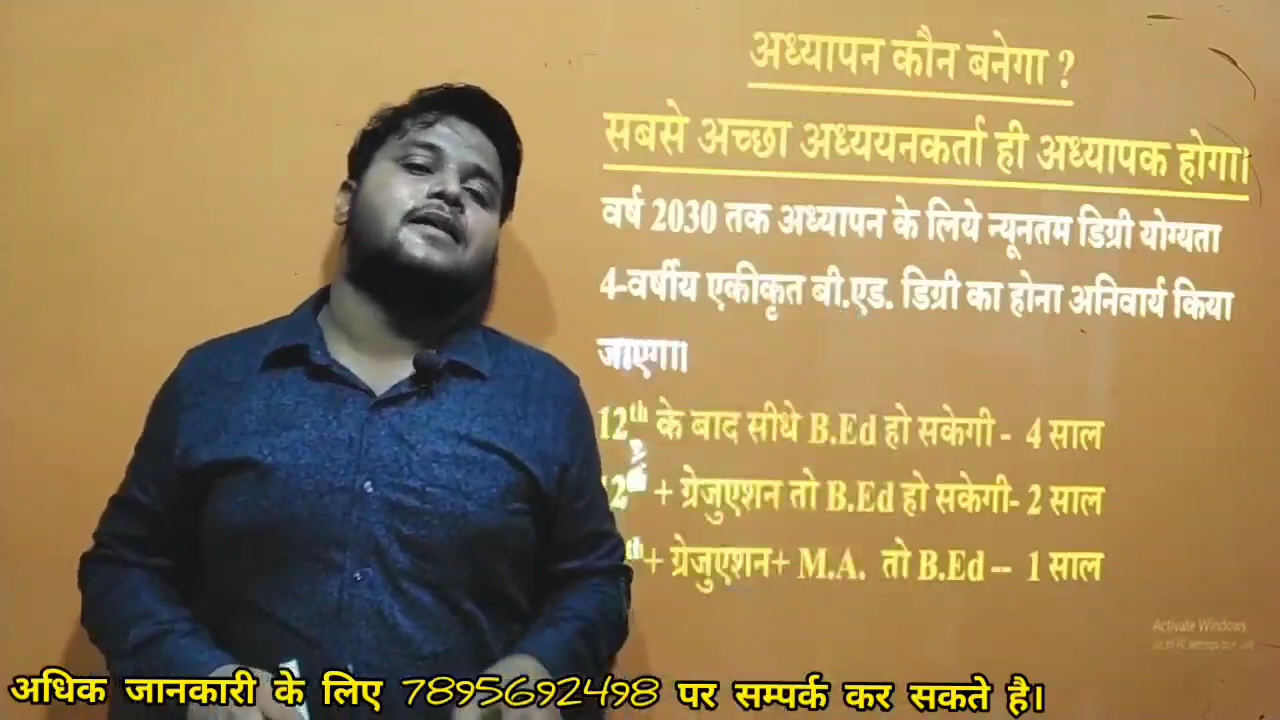 अध्यापन कौन बनेगा ?
सबसे अच्छा अध्ययनकर्ता ही अध्यापक होगा।
वर्ष 2030 तक अध्यापन के लिये न्यूनतम डिग्री योग्यता
4-वर्षीय एकीकृत बी.एड. डिग्री का होना अनिवार्य किया
जाएगा।
12th के बाद सीधे B.Ed हो सकेगी - 4 साल
12th + ग्रेजुएशन तो B.Ed हो सकेगी- 2 साल
th+ ग्रेजुएशन+ M.A. तो B.Ed -- 1 साल
Activate Windows
अधिक जानकारी के लिए 7895692498 पर सम्पर्क कर सकते है।